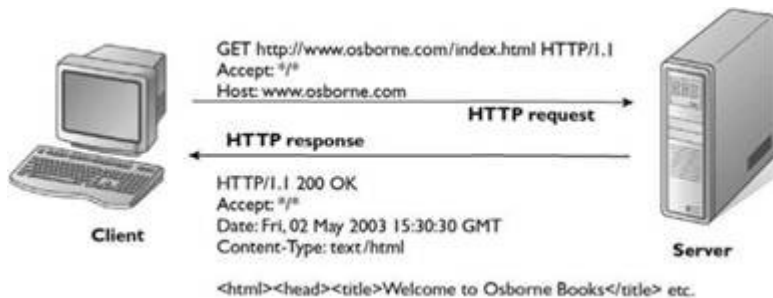 GET http://www.osborne.com/index.html HTTP/1.1
Accept: */*
Host: www.osborne.com
HTTP request
HTTP response
HTTP/1.1 200 OK
Accept: */*
Date: Fri, 02 May 2003 15:30:30 GMT
Content-Type: text/html
Client
Server
<html><head><title>Welcome to Osborne Books</title> etc.